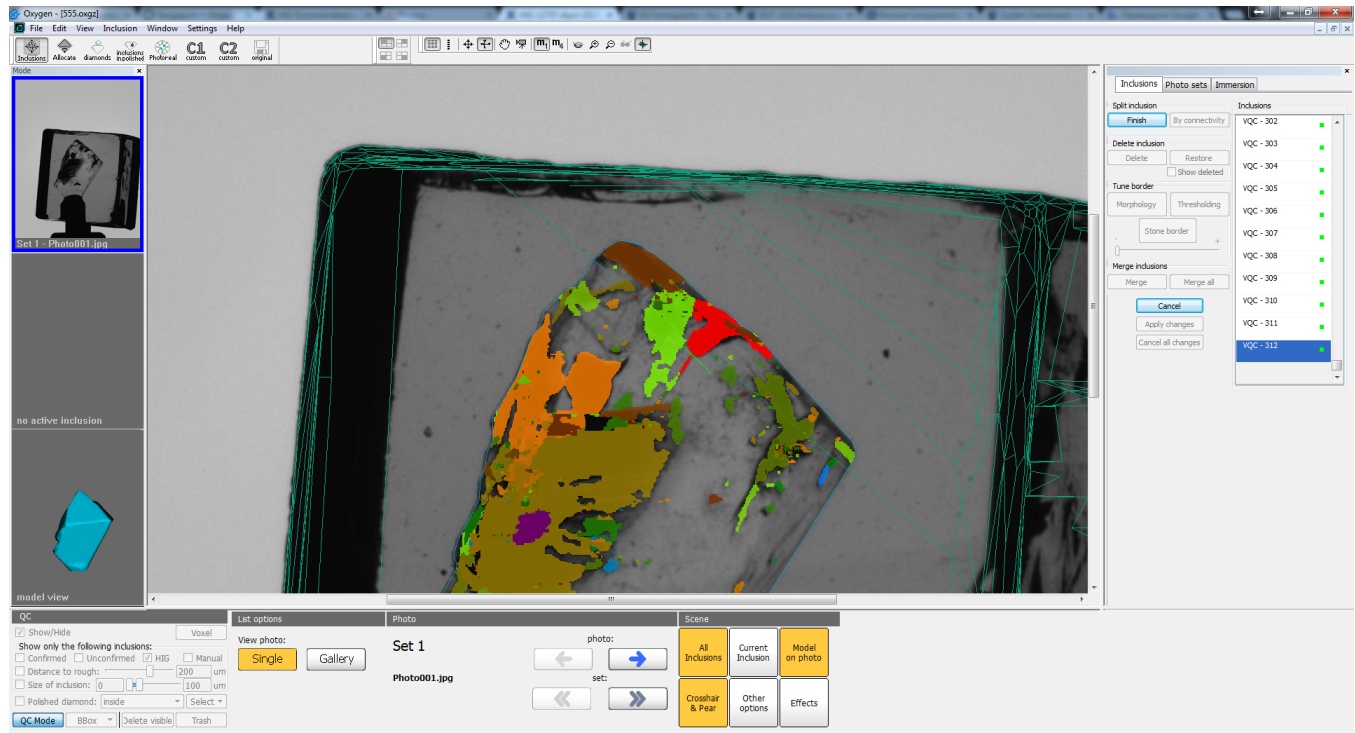 Oxygen - [555.oxgz]
File Edit View Inclusion Window Settings Help
Inclusions Allocate diamonds inclusions inpolished Photoreal C1 custom C2 custom original
m₁ m₄
Mode
Set 1 - Photo001.jpg
no active inclusion
model view
Inclusions Photo sets Immersion
Split inclusion
Finish By connectivity
Delete inclusion
Delete Restore
Show deleted
Tune border
Morphology Thresholding
Stone border
- +
Merge inclusions
Merge Merge all
Cancel
Apply changes
Cancel all changes
Inclusions
VQC - 302
VQC - 303
VQC - 304
VQC - 305
VQC - 306
VQC - 307
VQC - 308
VQC - 309
VQC - 310
VQC - 311
VQC - 312
QC
Show/Hide Voxel
Show only the following inclusions:
Confirmed Unconfirmed HIG Manual
Distance to rough: 200 um
Size of inclusion: 0 100 um
Polished diamond: inside Select
QC Mode BBox Delete visible Trash
List options
View photo:
Single Gallery
Photo
Set 1 photo:
Photo001.jpg set:
Scene
All Inclusions
Current Inclusion
Model on photo
Crosshair & Pear
Other options
Effects